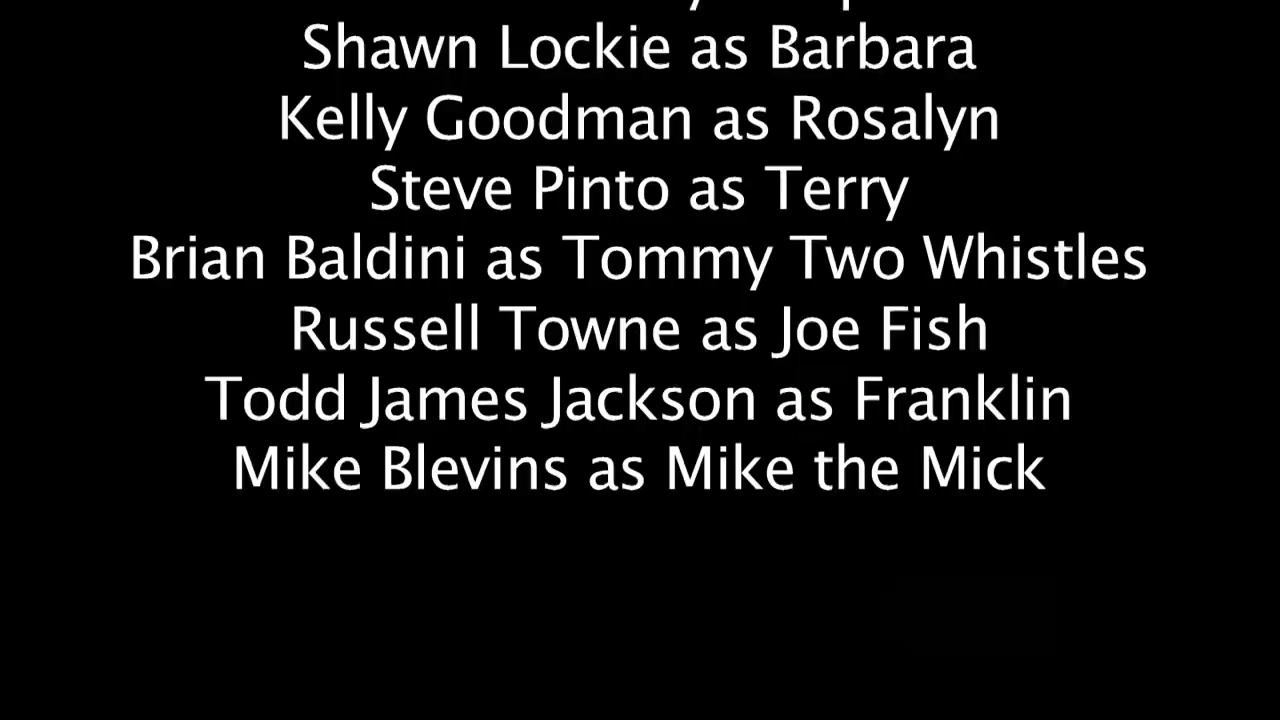 Shawn Lockie as Barbara
Kelly Goodman as Rosalyn
Steve Pinto as Terry
Brian Baldini as Tommy Two Whistles
Russell Towne as Joe Fish
Todd James Jackson as Franklin
Mike Blevins as Mike the Mick